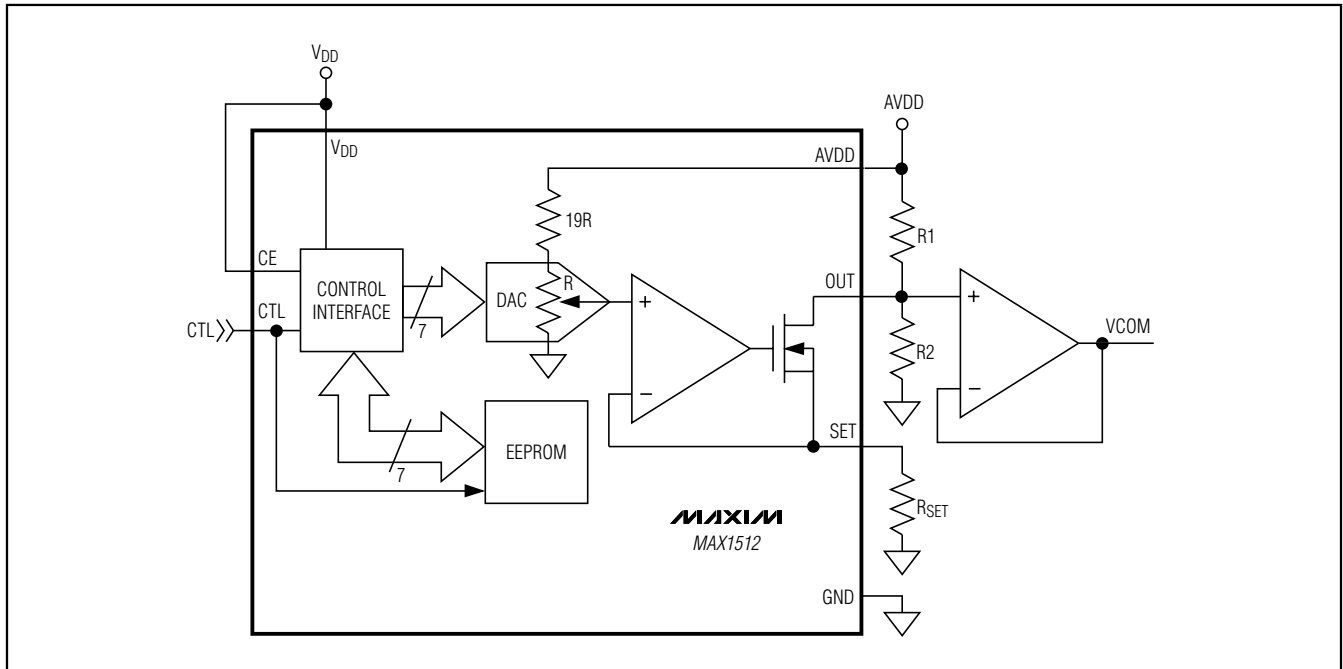 VDD
AVDD
VDD
AVDD
19R
R1
CE
CONTROL
INTERFACE
DAC
R
+
OUT
+
CTL
CTL
7
VCOM
R2
−
−
SET
EEPROM
7
RSET
MAXIM
MAX1512
GND